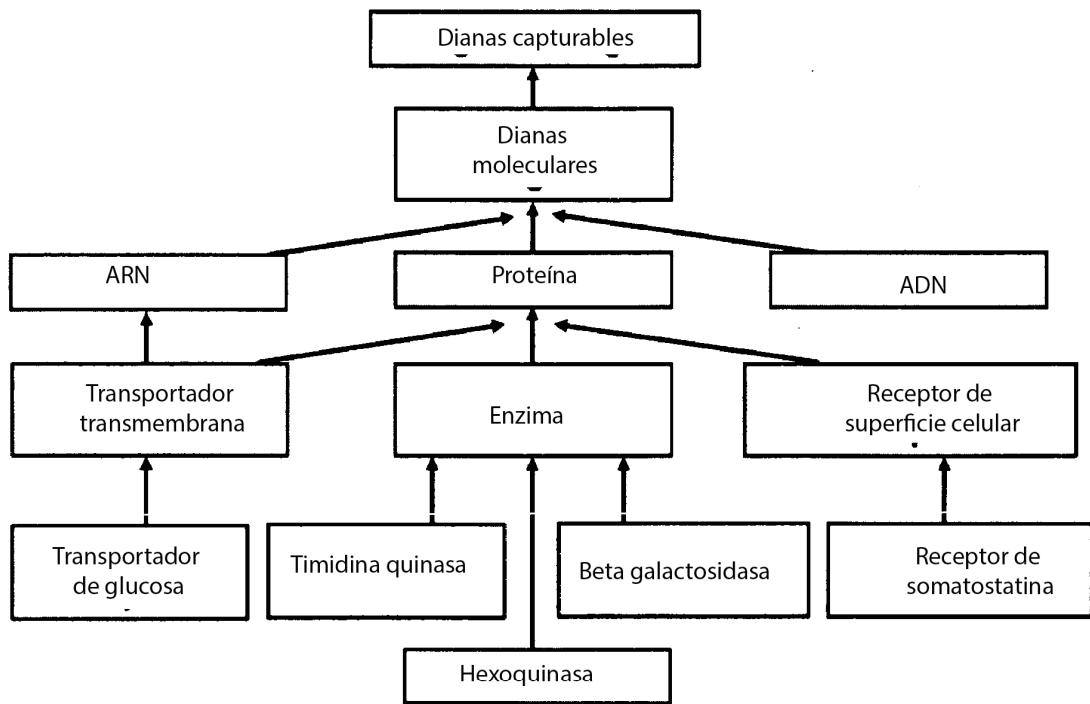 Dianas capturables
Dianas
moleculares
ARN
Proteína
ADN
Transportador
transmembrana
Enzima
Receptor de
superficie celular
Transportador
de glucosa
Timidina quinasa
Beta galactosidasa
Receptor de
somatostatina
Hexoquinasa